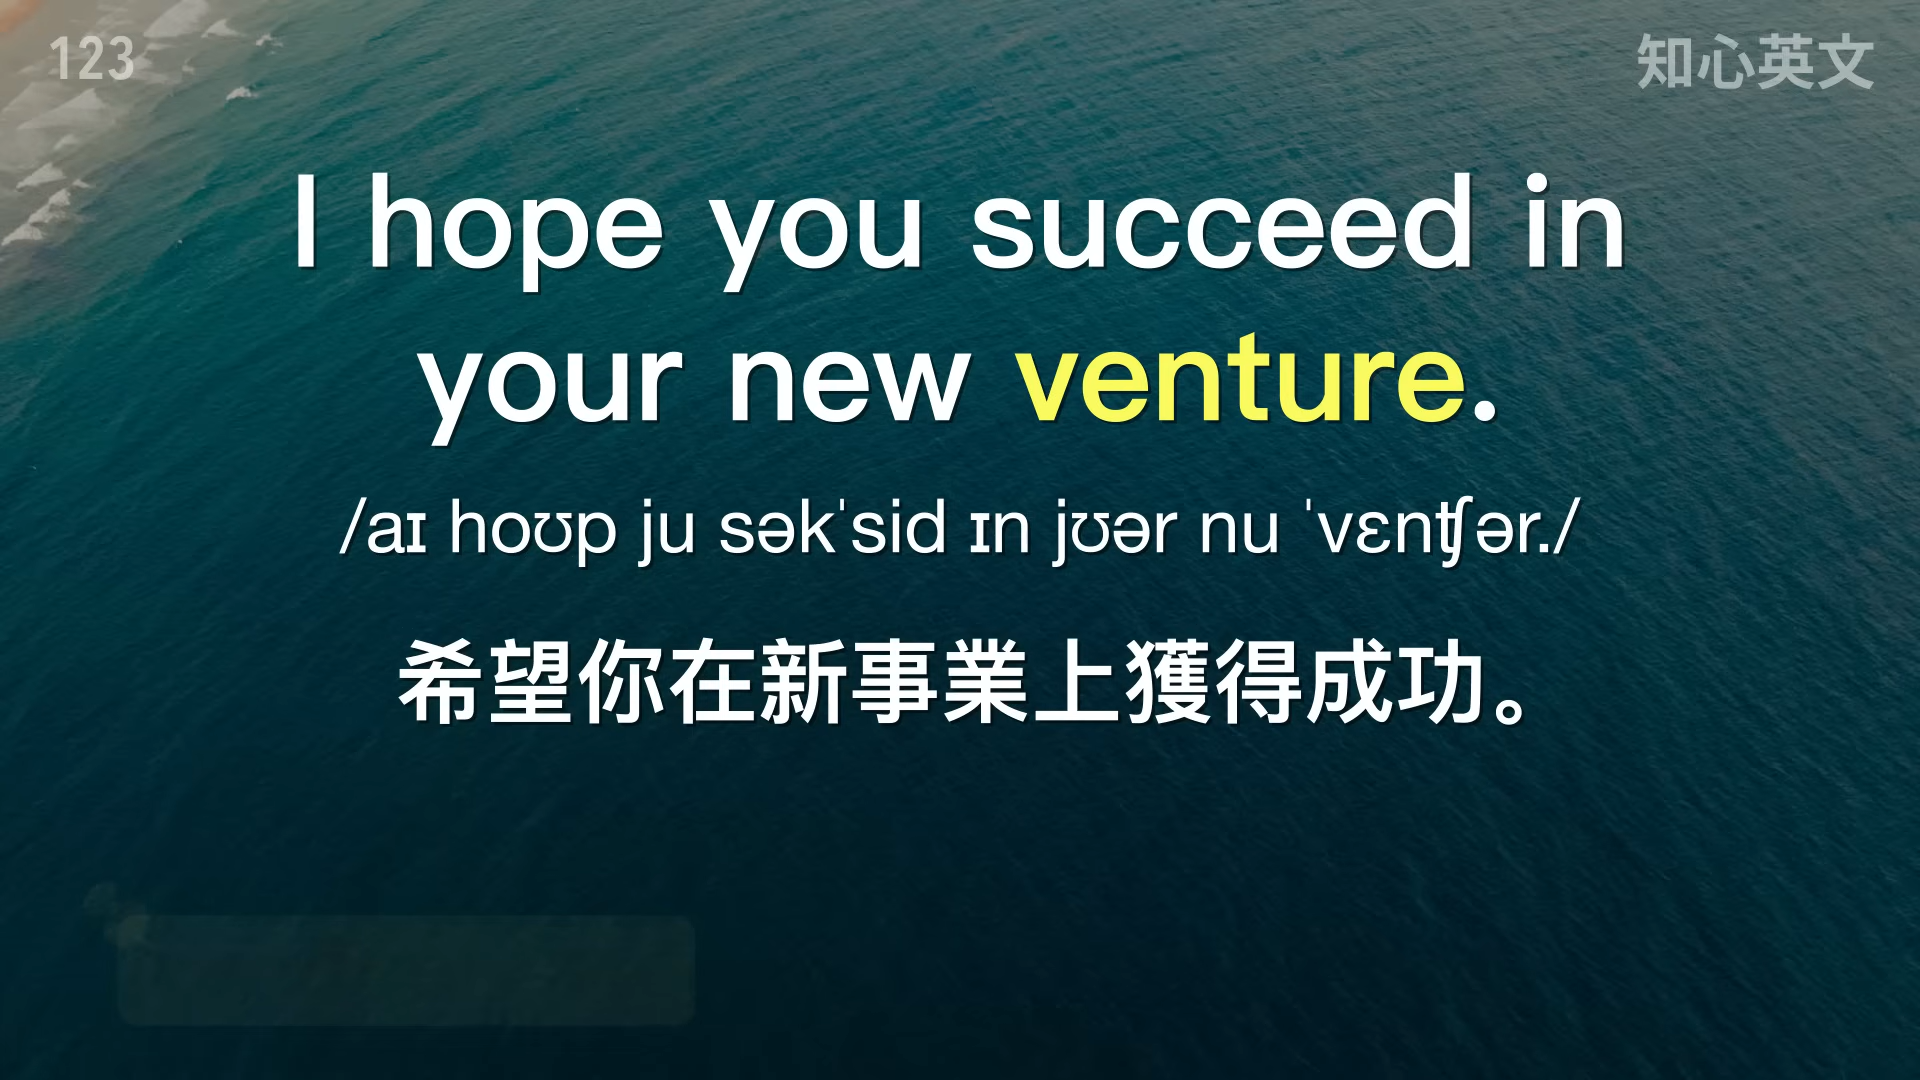 123
知心英文
I hope you succeed in
your new venture.
/aɪ hoʊp ju səkˈsid ɪn jʊər nu ˈvɛnʧər./
希望你在新事業上獲得成功。